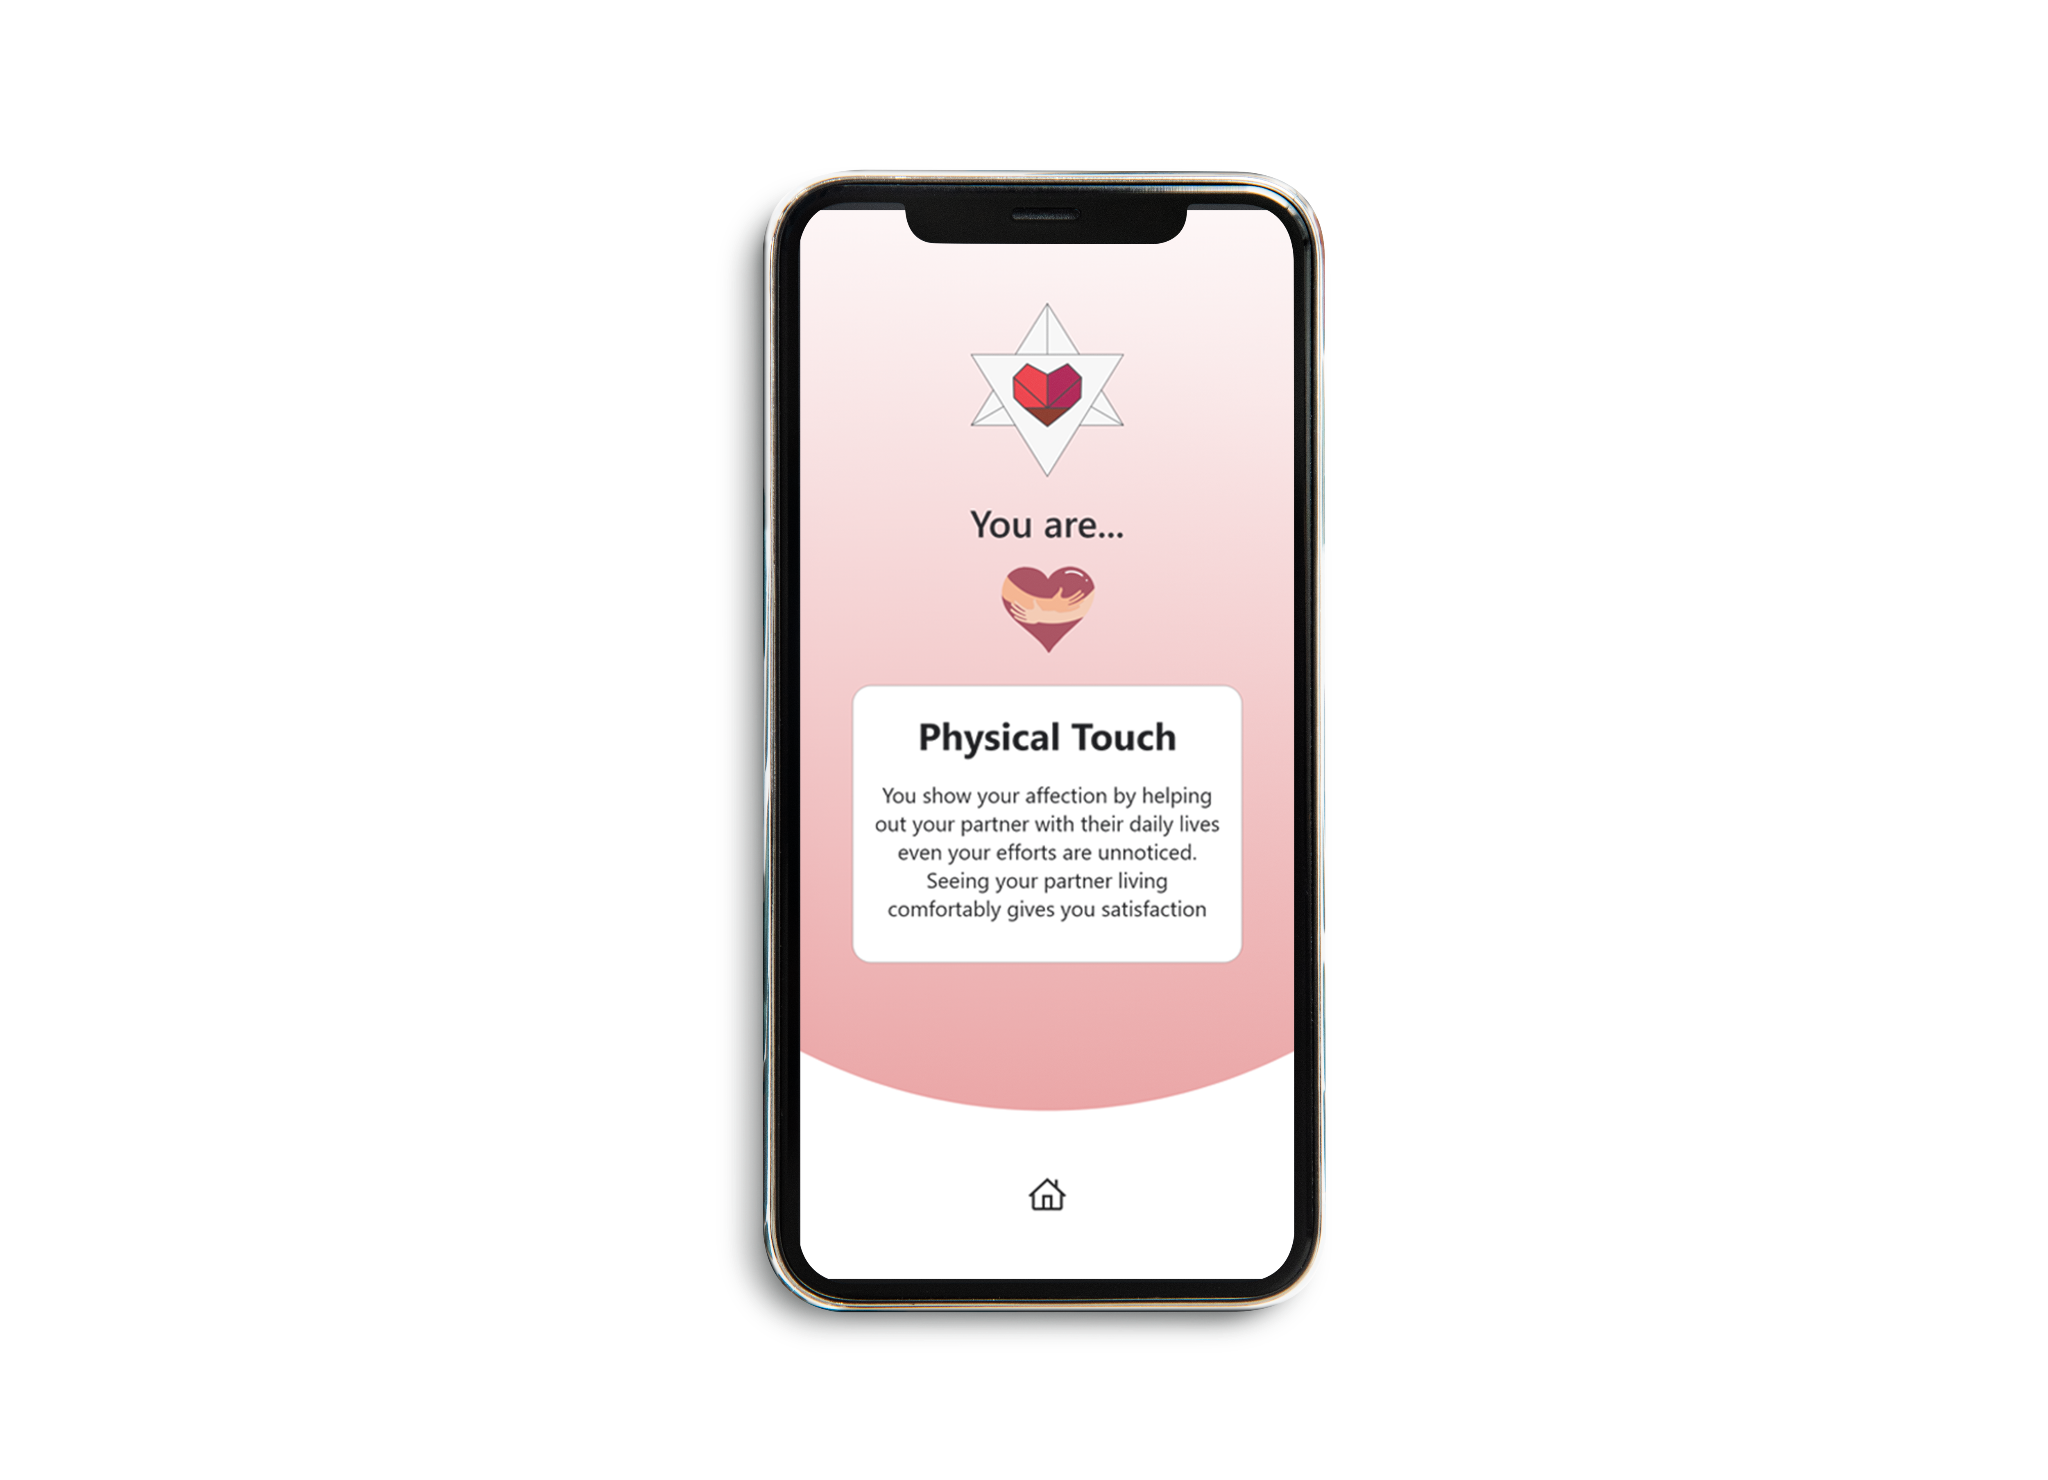 You are...
Physical Touch
You show your affection by helping
out your partner with their daily lives
even your efforts are unnoticed.
Seeing your partner living
comfortably gives you satisfaction